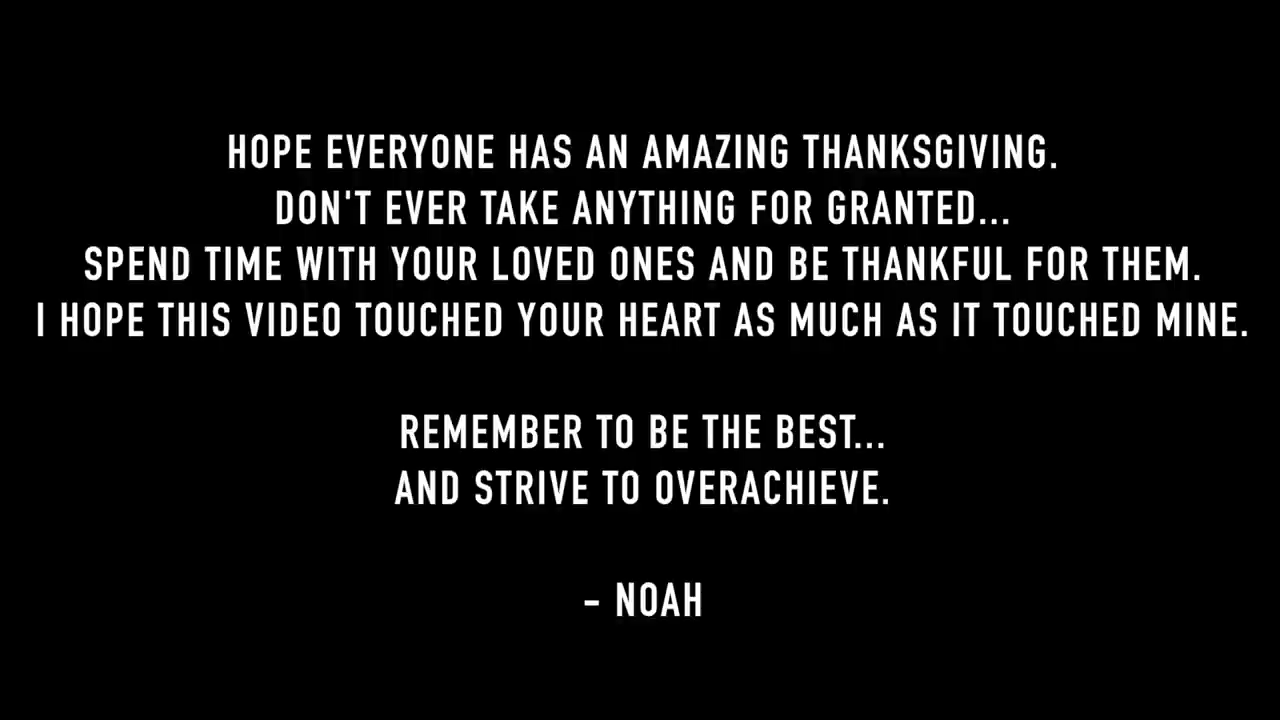 HOPE EVERYONE HAS AN AMAZING THANKSGIVING.
DON'T EVER TAKE ANYTHING FOR GRANTED...
SPEND TIME WITH YOUR LOVED ONES AND BE THANKFUL FOR THEM.
I HOPE THIS VIDEO TOUCHED YOUR HEART AS MUCH AS IT TOUCHED MINE.
REMEMBER TO BE THE BEST...
AND STRIVE TO OVERACHIEVE.
- NOAH